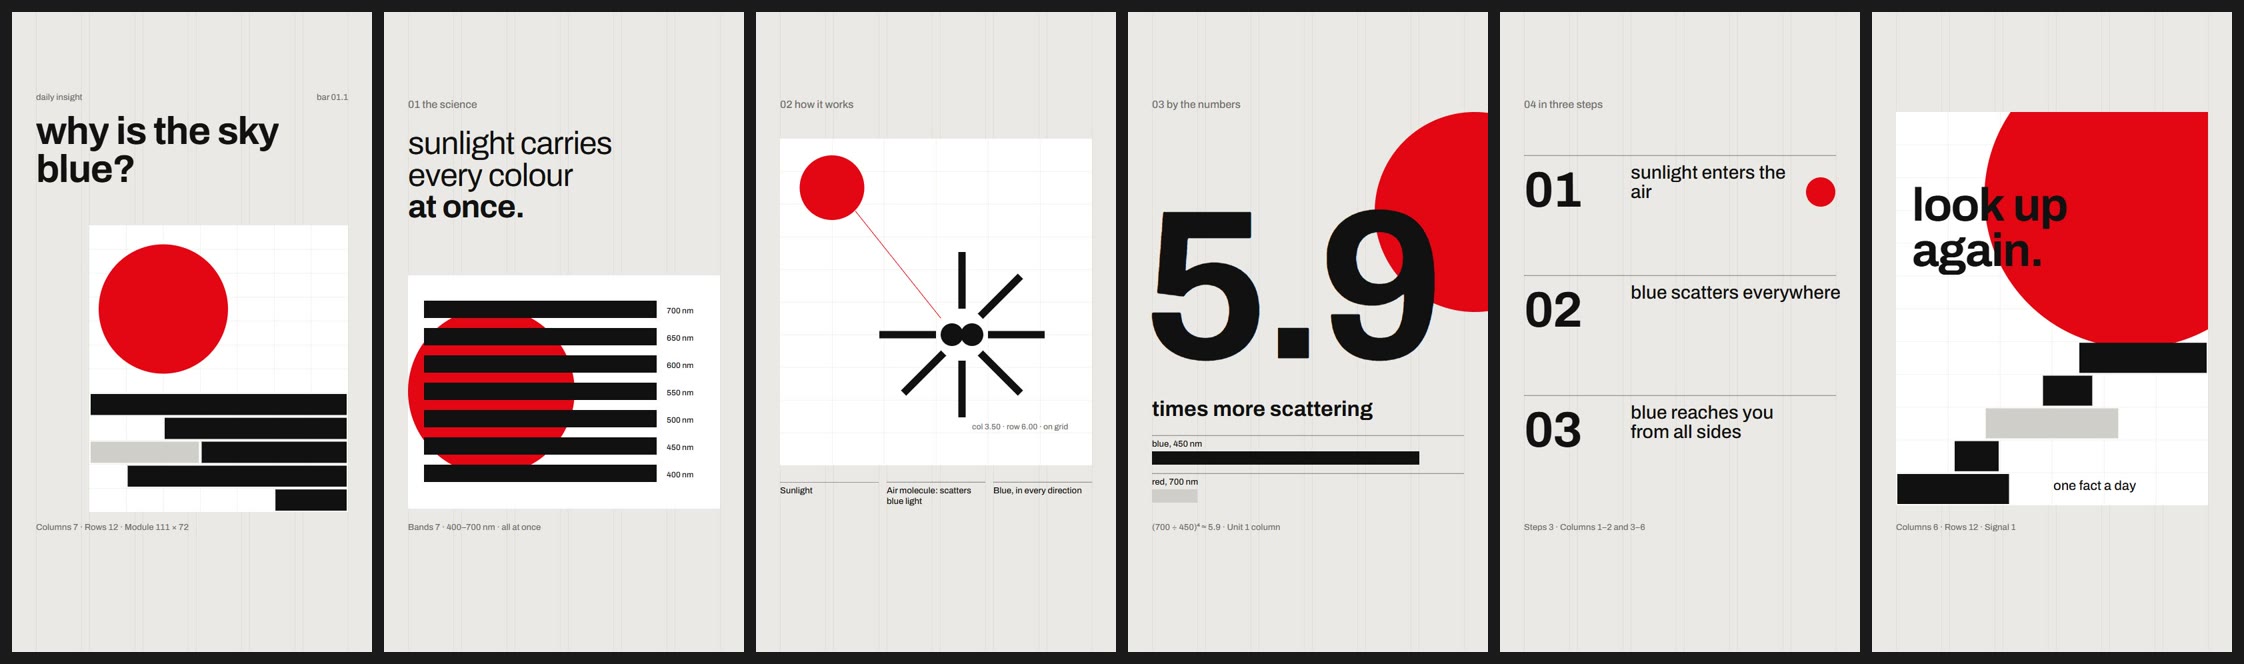 daily insight
bar 01.1
why is the sky
blue?
Columns 7 · Rows 12 · Module 111 × 72
01 the science
sunlight carries
every colour
at once.
700 nm
650 nm
600 nm
550 nm
500 nm
450 nm
400 nm
Bands 7 · 400–700 nm · all at once
02 how it works
col 3.50 · row 6.00 · on grid
Sunlight
Air molecule: scatters
blue light
Blue, in every direction
03 by the numbers
5.9
times more scattering
blue, 450 nm
red, 700 nm
(700 ÷ 450)⁴ ≈ 5.9 · Unit 1 column
04 in three steps
01
sunlight enters the
air
02
blue scatters everywhere
03
blue reaches you
from all sides
Steps 3 · Columns 1–2 and 3–6
look up
again.
one fact a day
Columns 6 · Rows 12 · Signal 1